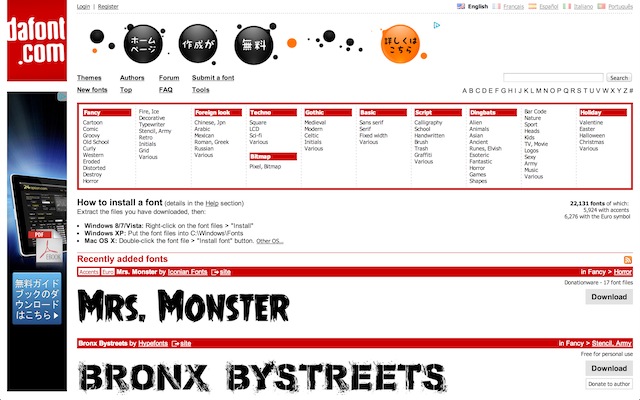 dafont
.com
Login | Register
English Français Español Italiano Português
ホームページ
作成が
無料
詳しくはこちら
Themes Authors Forum Submit a font
New fonts Top FAQ Tools
Search
A B C D E F G H I J K L M N O P Q R S T U V W X Y Z #
Fancy
Cartoon
Comic
Groovy
Old School
Curly
Western
Eroded
Distorted
Destroy
Horror
Fire, Ice
Decorative
Typewriter
Stencil, Army
Retro
Initials
Grid
Various
Foreign look
Chinese, Jpn
Arabic
Mexican
Roman, Greek
Russian
Various
Techno
Square
LCD
Sci-fi
Various
Bitmap
Pixel, Bitmap
Gothic
Medieval
Modern
Celtic
Initials
Various
Basic
Sans serif
Serif
Fixed width
Various
Script
Calligraphy
School
Handwritten
Brush
Trash
Graffiti
Various
Dingbats
Alien
Animals
Asian
Ancient
Runes, Elvish
Esoteric
Fantastic
Horror
Games
Shapes
Bar Code
Nature
Sport
Heads
Kids
TV, Movie
Logos
Sexy
Army
Music
Various
Holiday
Valentine
Easter
Halloween
Christmas
Various
How to install a font (details in the Help section)
Extract the files you have downloaded, then:
• Windows 8/7/Vista: Right-click on the font files > "Install"
• Windows XP: Put the files into C:\Windows\Fonts
• Mac OS X: Double-click the font file > "Install font" button. Other OS...
22,131 fonts of which:
5,924 with accents
6,276 with the Euro symbol
PDF
EBOOK
無料ガイド
ブックのダ
ウンロード
はこちら
Recently added fonts
Accents Euro Mrs. Monster by Iconian Fonts site in Fancy > Horror
Donationware - 17 font files
Mrs. Monster
Download
Bronx Bystreets by Hypefonts site in Fancy > Stencil, Army
Free for personal use
BRONX BYSTREETS
Download
Donate to author